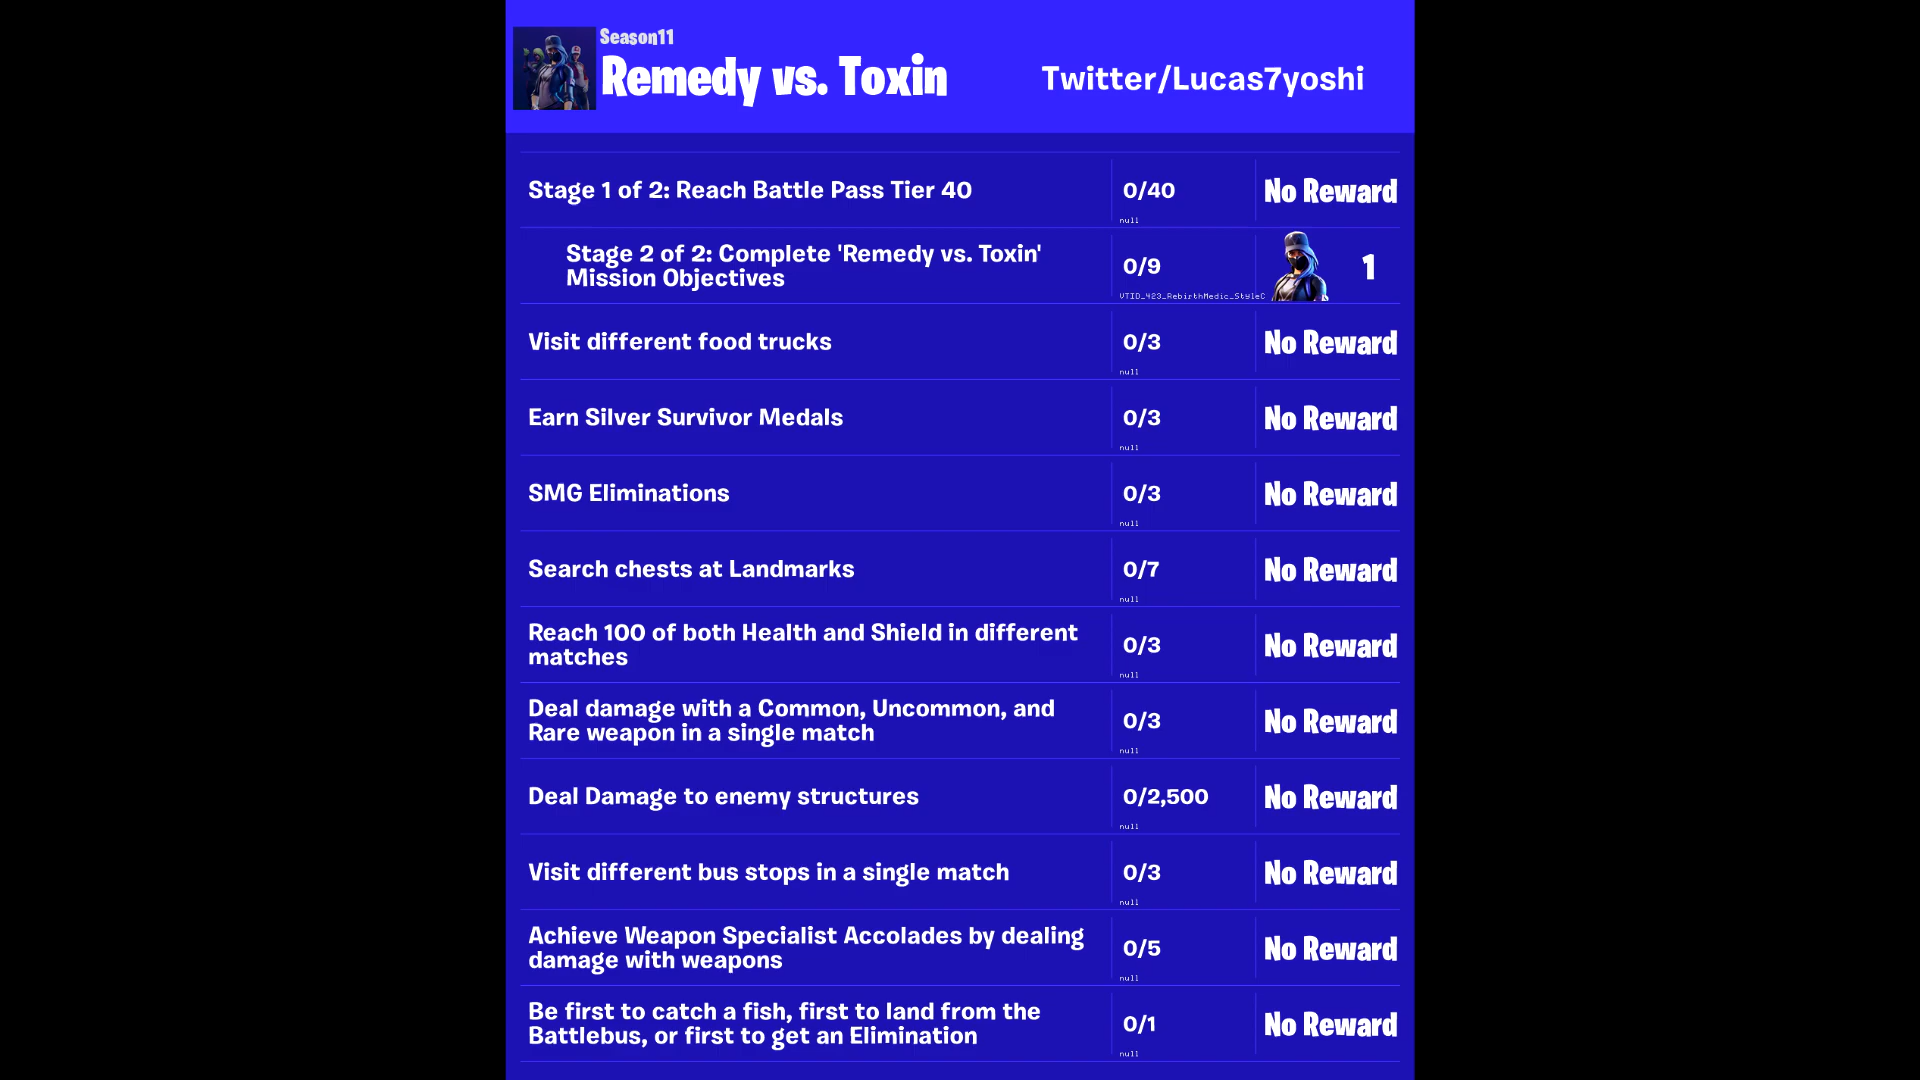 Season11
Remedy vs. Toxin
Twitter/Lucas7yoshi
Stage 1 of 2: Reach Battle Pass Tier 40
0/40
null
No Reward
Stage 2 of 2: Complete 'Remedy vs. Toxin'
Mission Objectives
0/9
VTID_423_RebirthMedic_StyleC
1
Visit different food trucks
0/3
null
No Reward
Earn Silver Survivor Medals
0/3
null
No Reward
SMG Eliminations
0/3
null
No Reward
Search chests at Landmarks
0/7
null
No Reward
Reach 100 of both Health and Shield in different
matches
0/3
null
No Reward
Deal damage with a Common, Uncommon, and
Rare weapon in a single match
0/3
null
No Reward
Deal Damage to enemy structures
0/2,500
null
No Reward
Visit different bus stops in a single match
0/3
null
No Reward
Achieve Weapon Specialist Accolades by dealing
damage with weapons
0/5
null
No Reward
Be first to catch a fish, first to land from the
Battlebus, or first to get an Elimination
0/1
null
No Reward